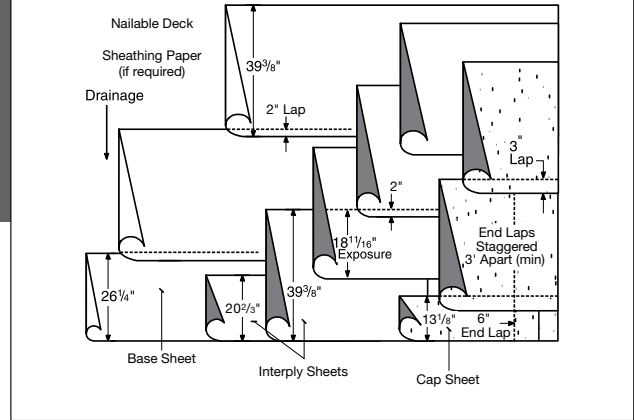 Nailable Deck
Sheathing Paper
(if required)
Drainage
39³⁄₈"
2" Lap
3"
Lap
2"
End Laps
Staggered
3' Apart (min)
18¹¹⁄₁₆"
Exposure
26¹⁄₄"
20²⁄₃"
39³⁄₈"
13¹⁄₈"
6"
End Lap
Base Sheet
Interply Sheets
Cap Sheet